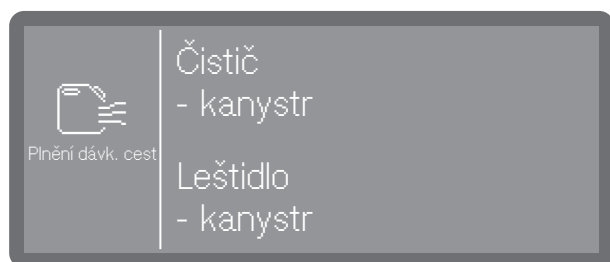 Plnění dávk. cest
Čistič
- kanystr
Leštidlo
- kanystr